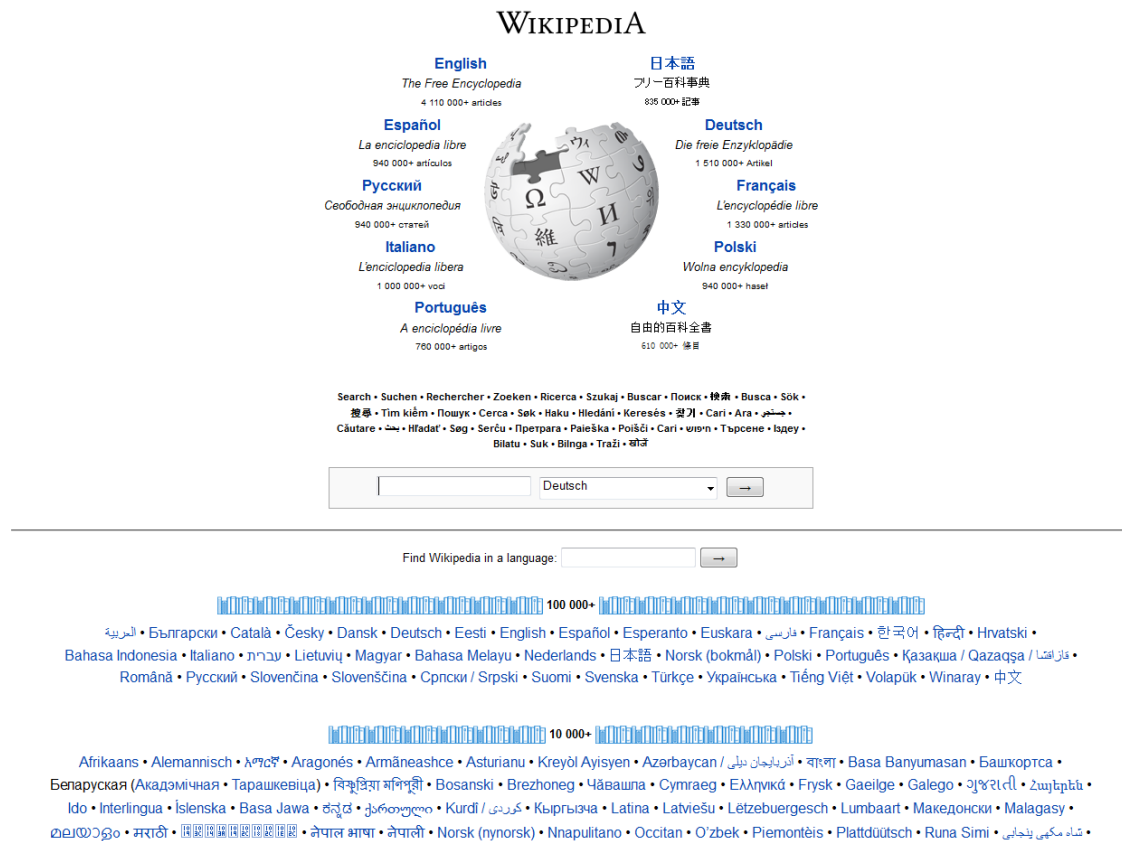 WIKIPEDIA
English 日本語
The Free Encyclopedia フリー百科事典
4 110 000+ articles 835 000+ 記事
Español Deutsch
La enciclopedia libre Die freie Enzyklopädie
940 000+ artículos 1 510 000+ Artikel
Русский Français
Свободная энциклопедия L'encyclopédie libre
940 000+ статей 1 330 000+ articles
Italiano Polski
L'enciclopedia libera Wolna encyklopedia
1 000 000+ voci 940 000+ haseł
Português 中文
A enciclopédia livre 自由的百科全書
760 000+ artigos 610 000+ 條目
Ω W И 維 ウィ 7
Search • Suchen • Rechercher • Zoeken • Ricerca • Szukaj • Buscar • Поиск • 検索 • Busca • Sök •
搜尋 • Tìm kiếm • Пошук • Cerca • Søk • Haku • Hledání • Keresés • 찾기 • Cari • Ara • جستجو •
Căutare • بحث • Hľadať • Søg • Serĉu • Претрага • Paieška • Poišči • Cari • חיפוש • Търсене • Іздеу •
Bilatu • Suk • Bilnga • Traži • खोजें
Deutsch →
Find Wikipedia in a language: →
100 000+
العربية • Български • Català • Česky • Dansk • Deutsch • Eesti • English • Español • Esperanto • Euskara • فارسی • Français • 한국어 • हिन्दी • Hrvatski •
Bahasa Indonesia • Italiano • עברית • Lietuvių • Magyar • Bahasa Melayu • Nederlands • 日本語 • Norsk (bokmål) • Polski • Português • Қазақша / Qazaqşa / قازاقشا •
Română • Русский • Slovenčina • Slovenščina • Српски / Srpski • Suomi • Svenska • Türkçe • Українська • Tiếng Việt • Volapük • Winaray • 中文
10 000+
Afrikaans • Alemannisch • አማርኛ • Aragonés • Armãneashce • Asturianu • Kreyòl Ayisyen • Azərbaycan / آذربايجان ديلی • বাংলা • Basa Banyumasan • Башҡортса •
Беларуская (Акадэмічная • Тарашкевіца) • বিষ্ণুপ্রিয়া মণিপুরী • Bosanski • Brezhoneg • Чӑвашла • Cymraeg • Ελληνικά • Frysk • Gaeilge • Galego • ગુજરાતી • Հայերեն •
Ido • Interlingua • Íslenska • Basa Jawa • ಕನ್ನಡ • ქართული • Kurdî / كوردی • Кыргызча • Latina • Latviešu • Lëtzebuergesch • Lumbaart • Македонски • Malagasy •
മലയാളം • मराठी • नेपाल भाषा • नेपाली • Norsk (nynorsk) • Nnapulitano • Occitan • O'zbek • Piemontèis • Plattdüütsch • Runa Simi • شاہ مکھی پنجابی •